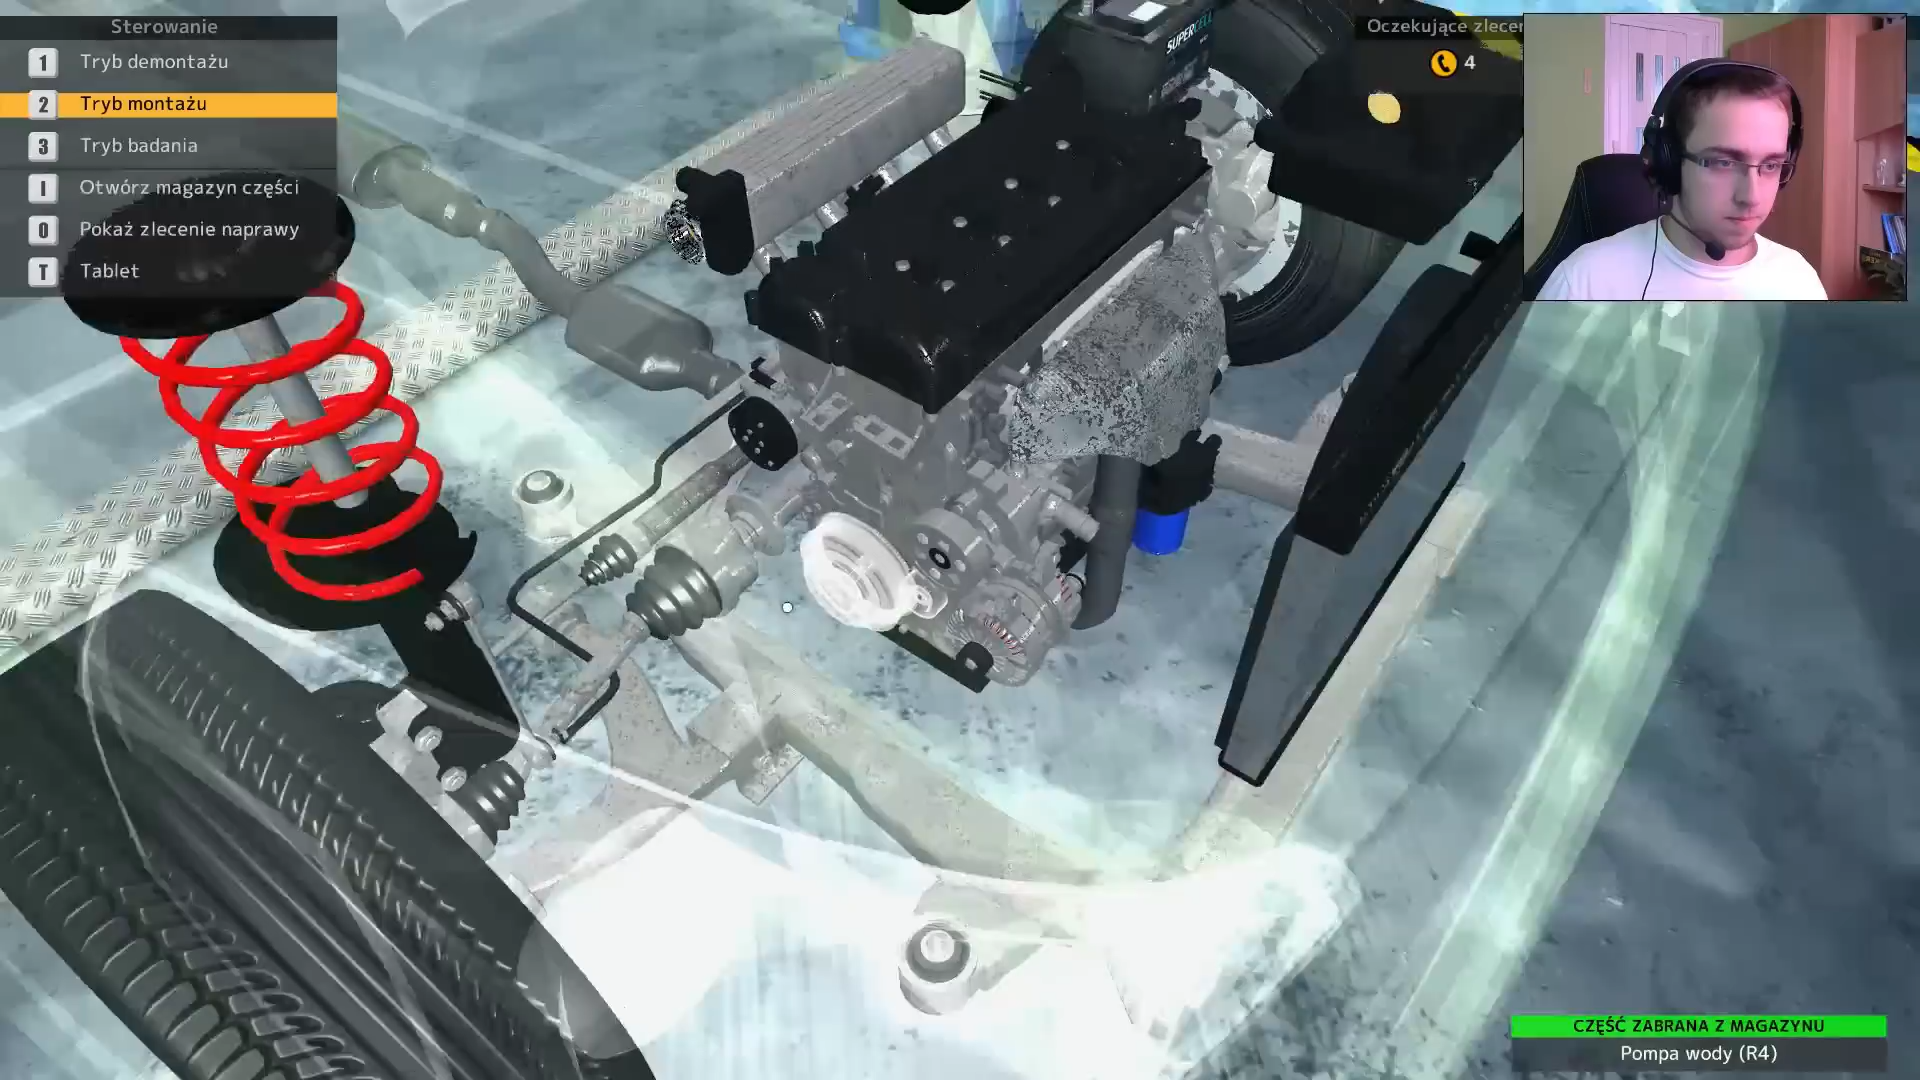 Sterowanie
1 Tryb demontażu
2 Tryb montażu
3 Tryb badania
I Otwórz magazyn części
O Pokaż zlecenie naprawy
T Tablet
Oczekujące zlecen
4
SUPERCELL
CZĘŚĆ ZABRANA Z MAGAZYNU
Pompa wody (R4)